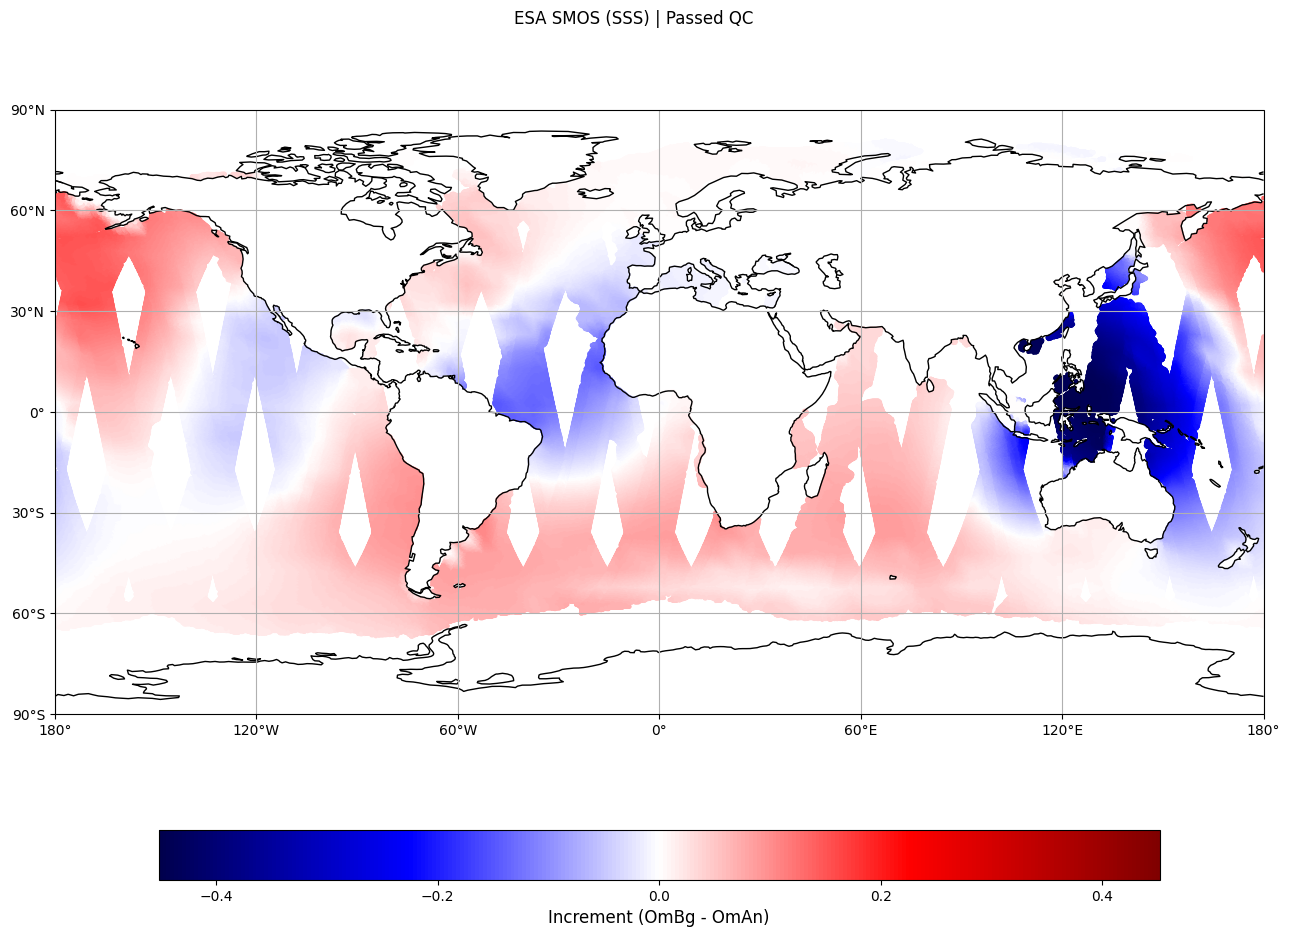 ESA SMOS (SSS) | Passed QC
90°N
60°N
30°N
0°
30°S
60°S
90°S
180° 120°W 60°W 0° 60°E 120°E 180°
−0.4 −0.2 0.0 0.2 0.4
Increment (OmBg - OmAn)